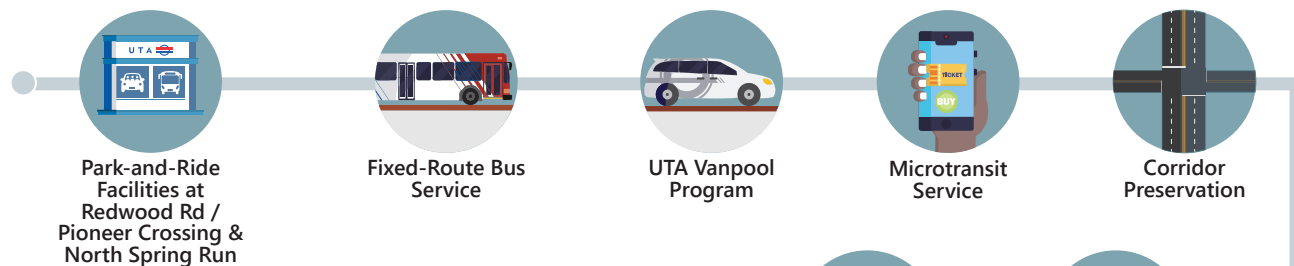 UTA
TICKET
BUY
Park-and-Ride
Facilities at
Redwood Rd /
Pioneer Crossing &
North Spring Run
Fixed-Route Bus
Service
UTA Vanpool
Program
Microtransit
Service
Corridor
Preservation